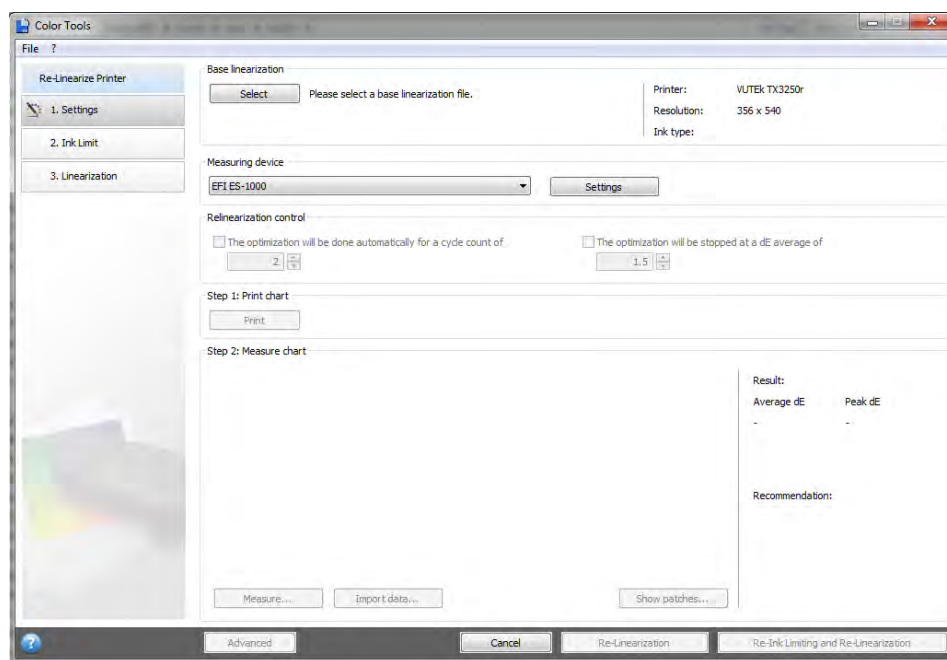 Color Tools
File ?
Re-Linearize Printer
1. Settings
2. Ink Limit
3. Linearization
Base linearization
Select Please select a base linearization file.
Printer: VUTEk TX3250r
Resolution: 356 x 540
Ink type:
Measuring device
EFI ES-1000 Settings
Relinearization control
The optimization will be done automatically for a cycle count of The optimization will be stopped at a dE average of
2 1.5
Step 1: Print chart
Print
Step 2: Measure chart
Result:
Average dE Peak dE
- -
Recommendation:
Measure... Import data... Show patches...
? Advanced Cancel Re-Linearization Re-Ink Limiting and Re-Linearization